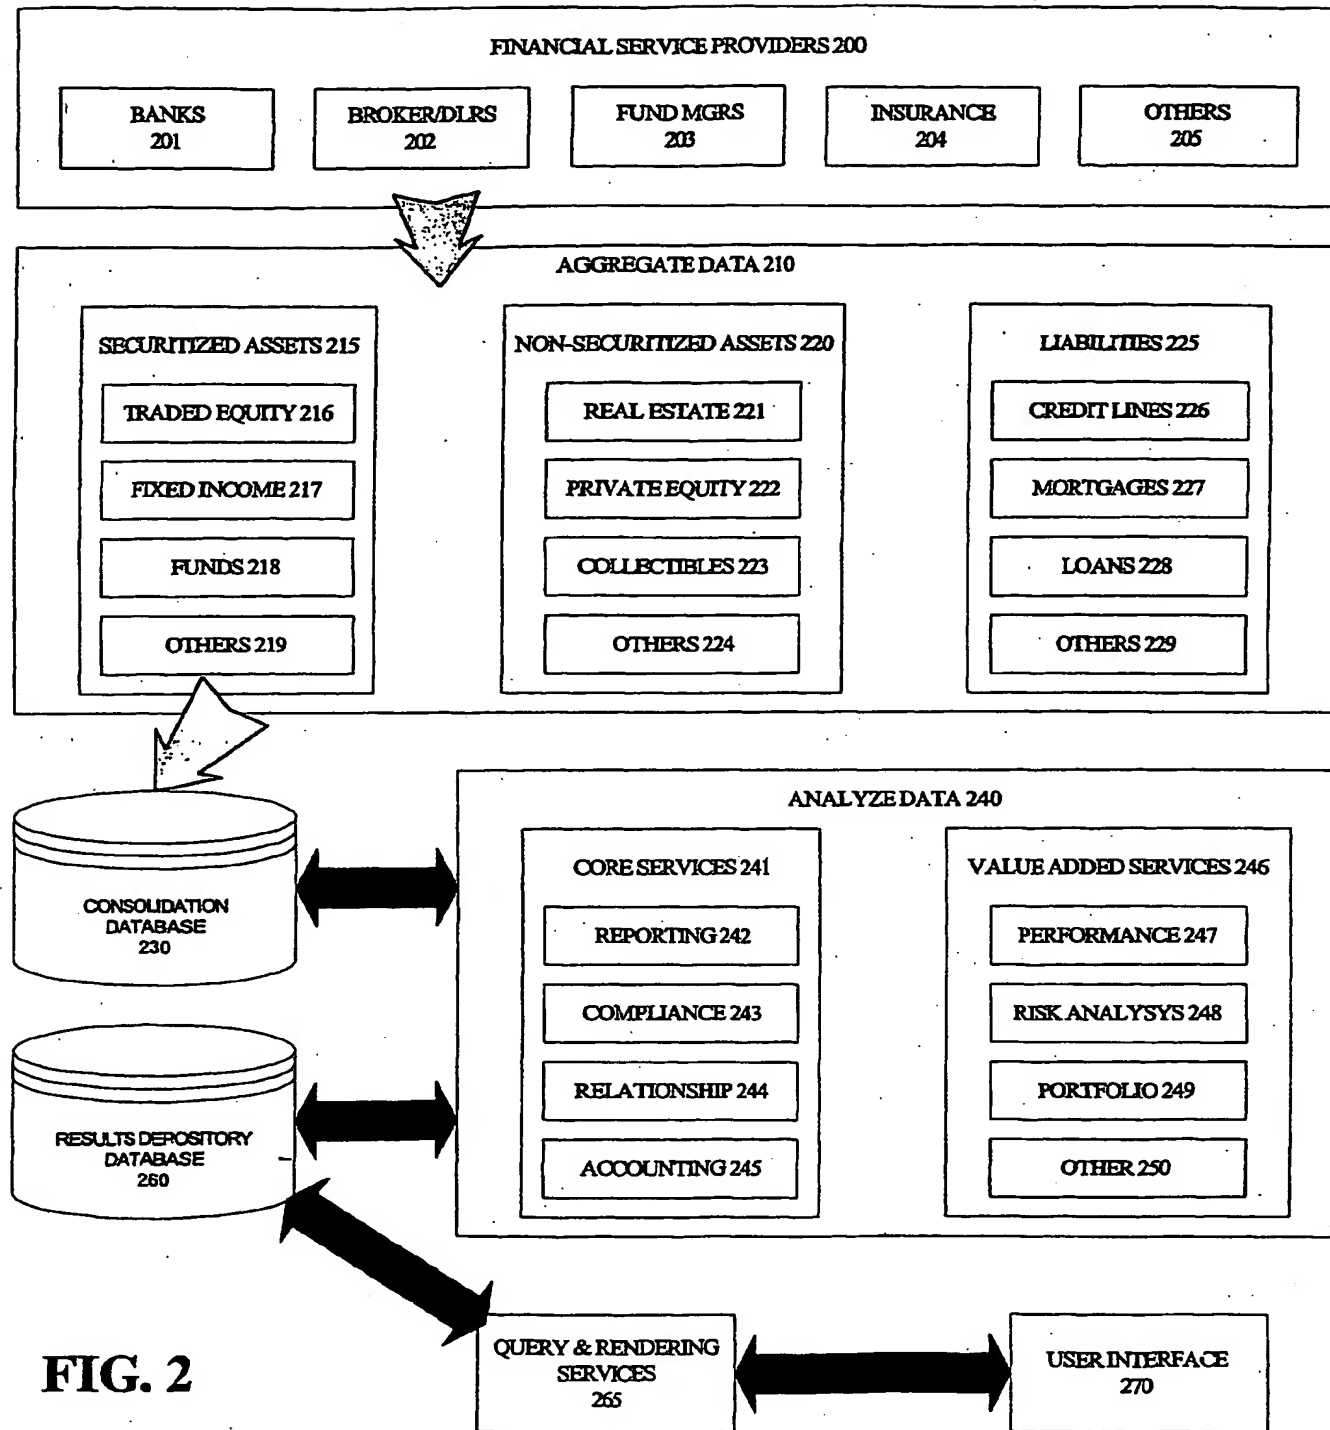 FINANCIAL SERVICE PROVIDERS 200
BANKS
201
BROKER/DLRS
202
FUND MGRS
203
INSURANCE
204
OTHERS
205
AGGREGATE DATA 210
SECURITIZED ASSETS 215
TRADED EQUITY 216
FIXED INCOME 217
FUNDS 218
OTHERS 219
NON-SECURITIZED ASSETS 220
REAL ESTATE 221
PRIVATE EQUITY 222
COLLECTIBLES 223
OTHERS 224
LIABILITIES 225
CREDIT LINES 226
MORTGAGES 227
LOANS 228
OTHERS 229
CONSOLIDATION
DATABASE
230
RESULTS DEPOSITORY
DATABASE
260
ANALYZE DATA 240
CORE SERVICES 241
REPORTING 242
COMPLIANCE 243
RELATIONSHIP 244
ACCOUNTING 245
VALUE ADDED SERVICES 246
PERFORMANCE 247
RISK ANALYSYS 248
PORTFOLIO 249
OTHER 250
QUERY & RENDERING
SERVICES
265
USER INTERFACE
270
FIG. 2